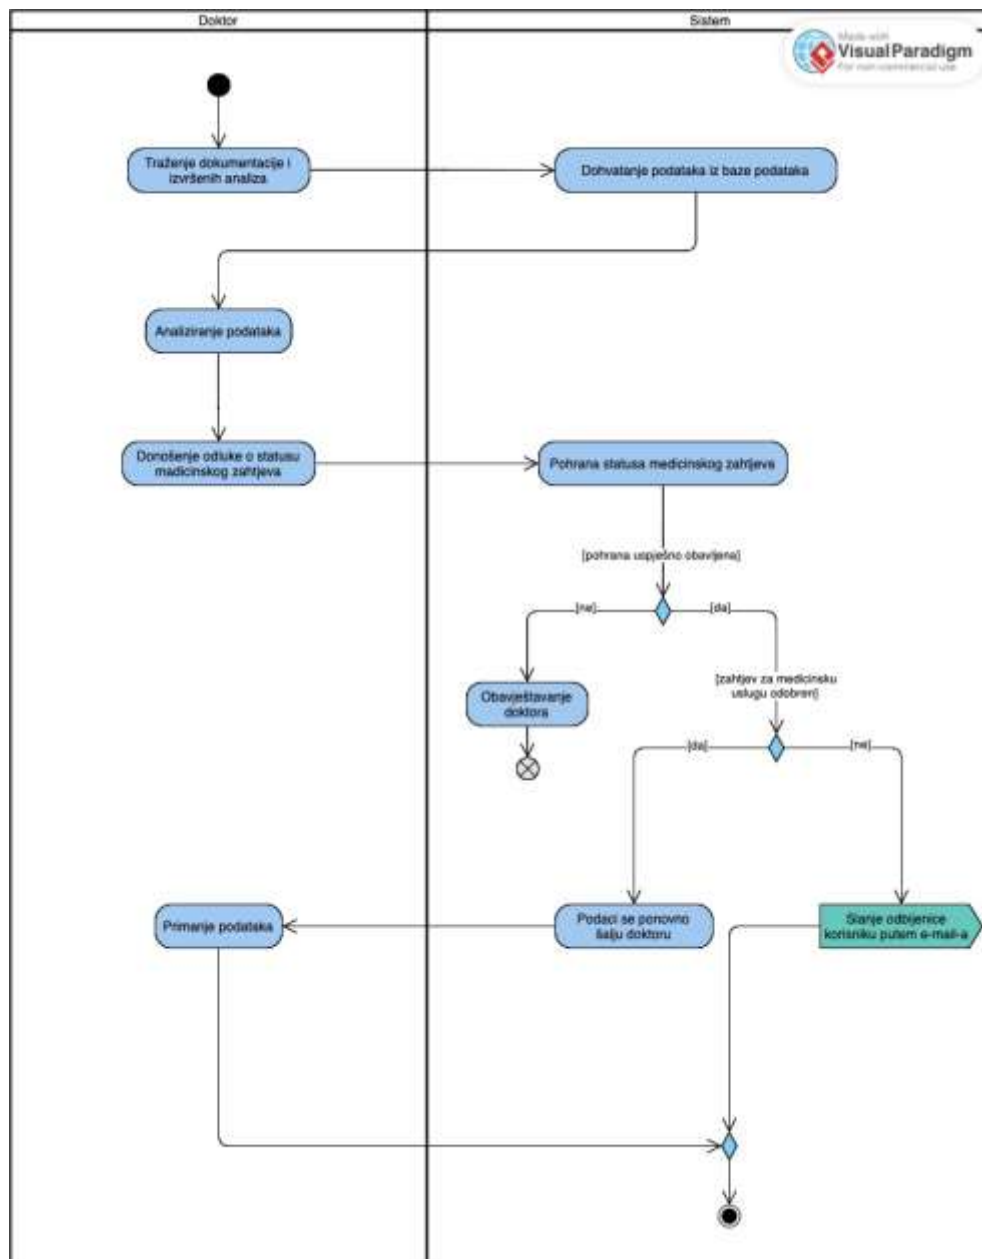 Doktor
Sistem
Made with
Visual Paradigm
For non-commercial use
Traženje dokumentacije i
izvršenih analiza
Dohvatanje podataka iz baze podataka
Analiziranje podataka
Donošenje odluke o statusu
madicinskog zahtjeva
Pohrana statusa medicinskog zahtjeva
[pohrana uspješno obavljena]
[ne]
[da]
Obavještavanje
doktora
[zahtjev za medicinsku
uslugu odobren]
[da]
[ne]
Primanje podataka
Podaci se ponovno
šalju doktoru
Slanje odbijenice
korisniku putem e-mail-a